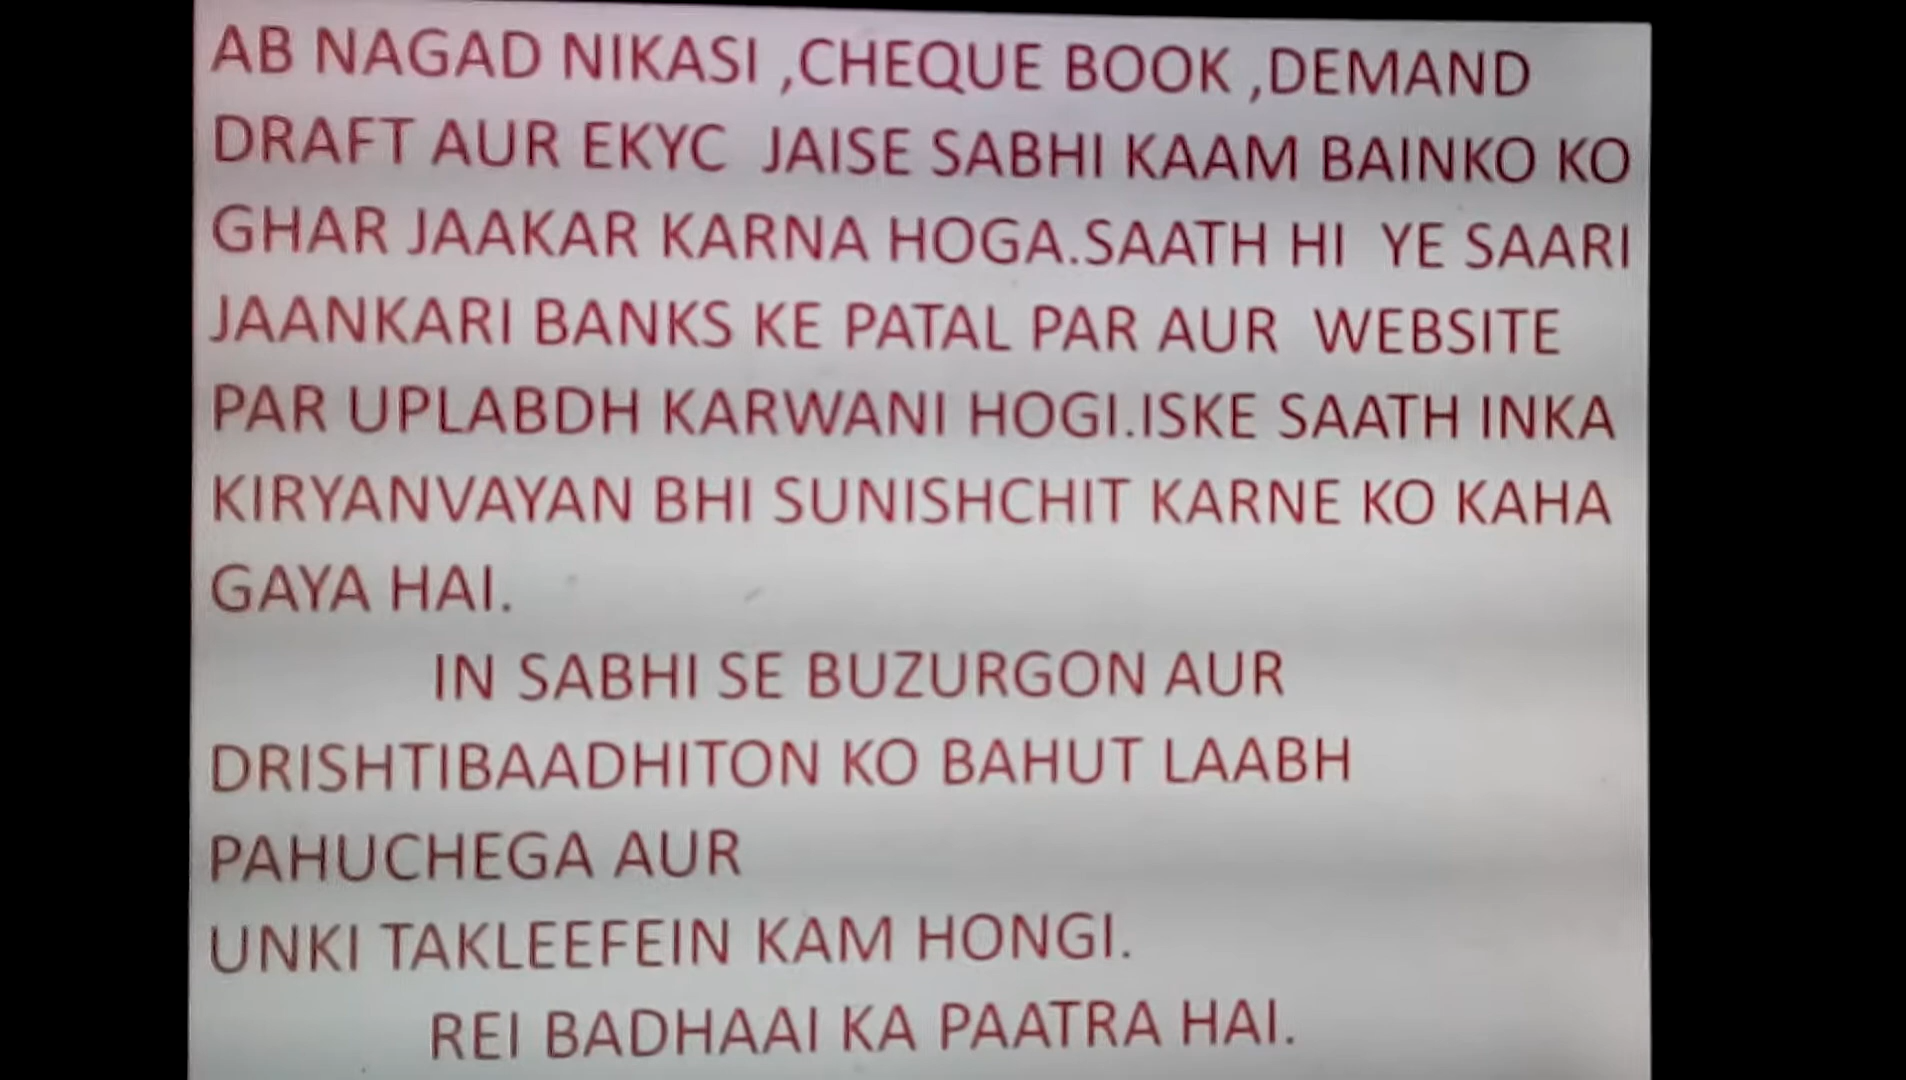 AB NAGAD NIKASI ,CHEQUE BOOK ,DEMAND
DRAFT AUR EKYC JAISE SABHI KAAM BAINKO KO
GHAR JAAKAR KARNA HOGA.SAATH HI YE SAARI
JAANKARI BANKS KE PATAL PAR AUR WEBSITE
PAR UPLABDH KARWANI HOGI.ISKE SAATH INKA
KIRYANVAYAN BHI SUNISHCHIT KARNE KO KAHA
GAYA HAI.
IN SABHI SE BUZURGON AUR
DRISHTIBAADHITON KO BAHUT LAABH
PAHUCHEGA AUR
UNKI TAKLEEFEIN KAM HONGI.
REI BADHAAI KA PAATRA HAI.